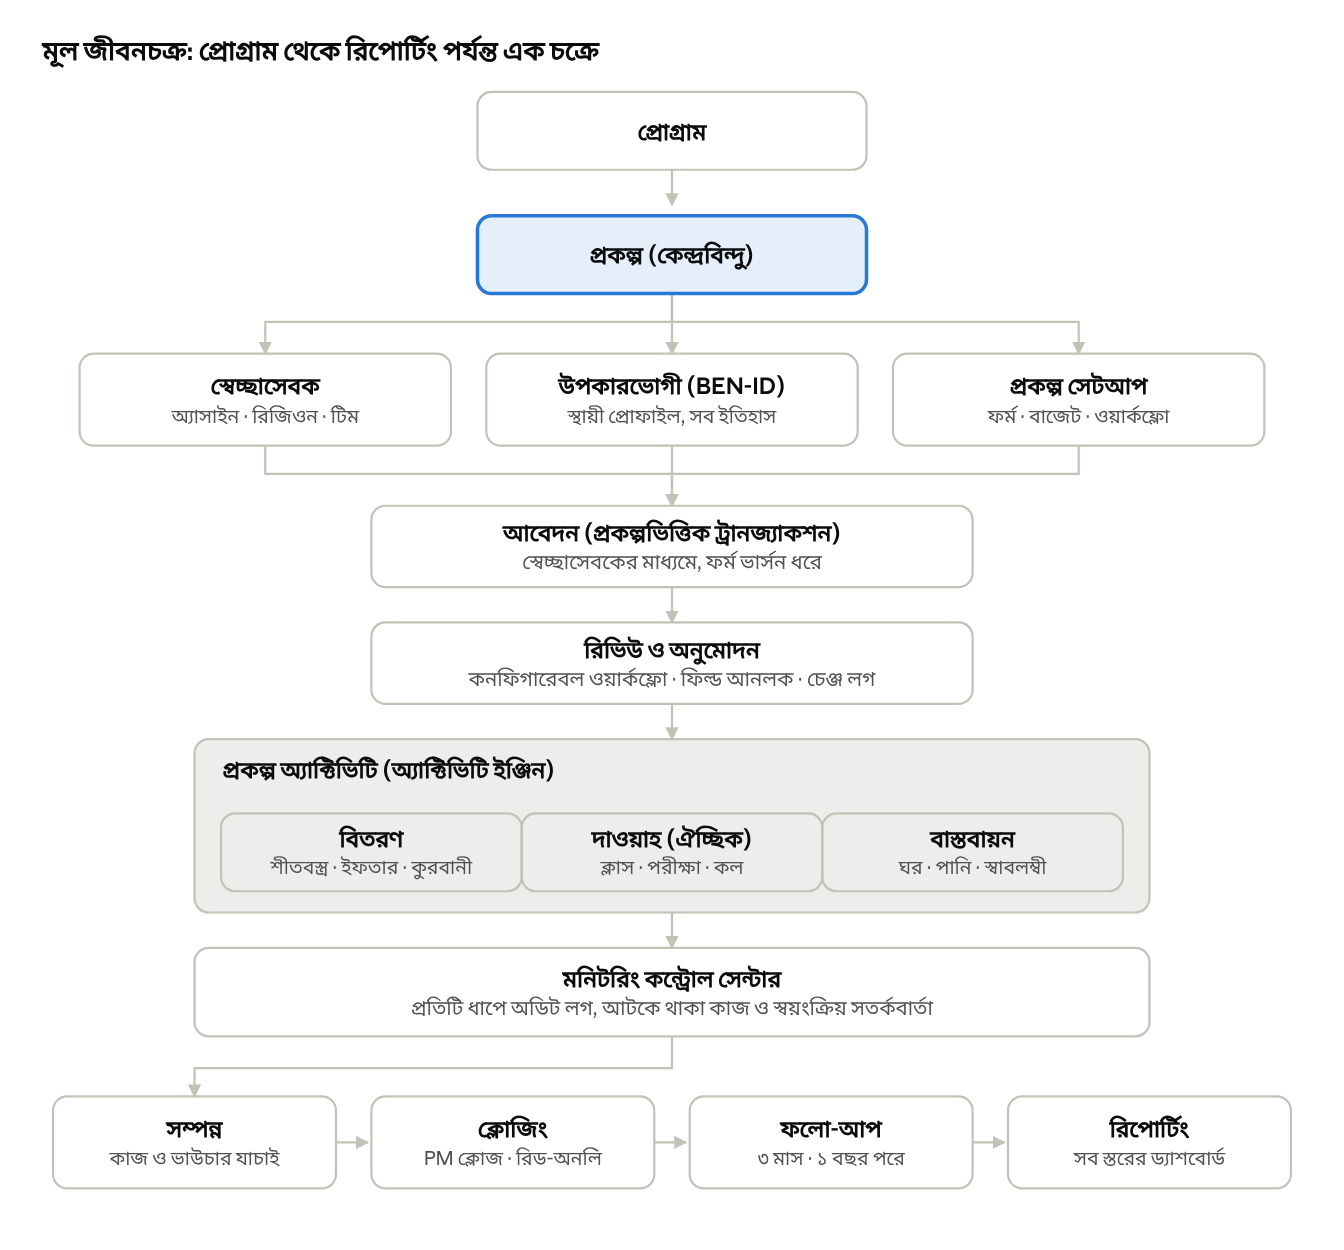 মূল জীবনচক্র: প্রোগ্রাম থেকে রিপোর্টিং পর্যন্ত এক চক্রে
প্রোগ্রাম
প্রকল্প (কেন্দ্রবিন্দু)
স্বেচ্ছাসেবক
অ্যাসাইন · রিজিওন · টিম
উপকারভোগী (BEN-ID)
স্থায়ী প্রোফাইল, সব ইতিহাস
প্রকল্প সেটআপ
ফর্ম · বাজেট · ওয়ার্কফ্লো
আবেদন (প্রকল্পভিত্তিক ট্রানজ্যাকশন)
স্বেচ্ছাসেবকের মাধ্যমে, ফর্ম ভার্সন ধরে
রিভিউ ও অনুমোদন
কনফিগারেবল ওয়ার্কফ্লো · ফিল্ড আনলক · চেঞ্জ লগ
প্রকল্প অ্যাক্টিভিটি (অ্যাক্টিভিটি ইঞ্জিন)
বিতরণ
শীতবস্ত্র · ইফতার · কুরবানী
দাওয়াহ (ঐচ্ছিক)
ক্লাস · পরীক্ষা · কল
বাস্তবায়ন
ঘর · পানি · স্বাবলম্বী
মনিটরিং কন্ট্রোল সেন্টার
প্রতিটি ধাপে অডিট লগ, আটকে থাকা কাজ ও স্বয়ংক্রিয় সতর্কবার্তা
সম্পন্ন
কাজ ও ভাউচার যাচাই
ক্লোজিং
PM ক্লোজ · রিড-অনলি
ফলো-আপ
৩ মাস · ১ বছর পরে
রিপোর্টিং
সব স্তরের ড্যাশবোর্ড